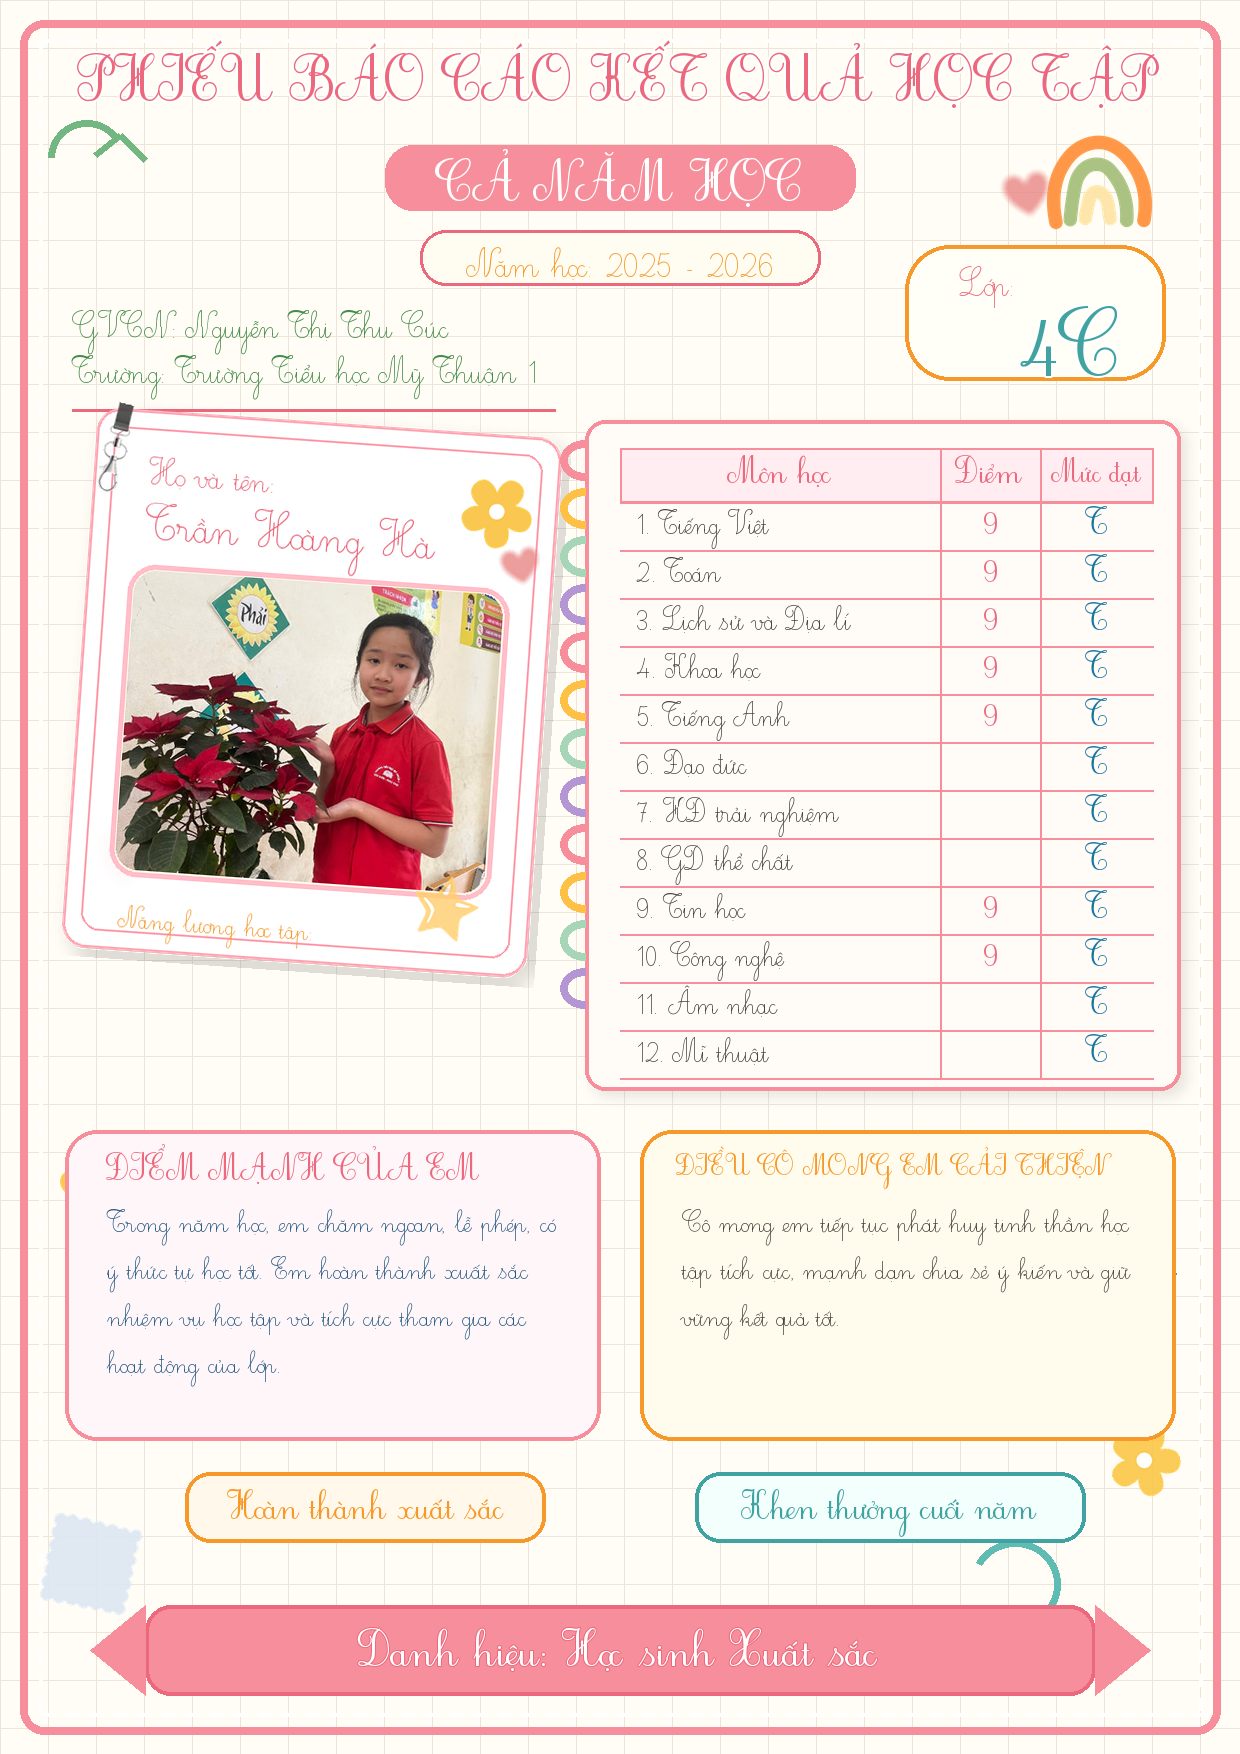 PHIẾU BÁO CÁO KẾT QUẢ HỌC TẬP
CẢ NĂM HỌC
Năm học: 2025 - 2026
Lớp:
4C
GVCN: Nguyễn Thi Thu Cúc
Trường: Trường Tiểu học Mỹ Thuận 1
Họ và tên:
Trần Hoàng Hà
Phải
TRÁCH NHIỆM
Năng lượng học tập:
Môn học Điểm Mức đạt
1. Tiếng Việt 9 T
2. Toán 9 T
3. Lịch sử và Địa lí 9 T
4. Khoa học 9 T
5. Tiếng Anh 9 T
6. Đạo đức T
7. HĐ trải nghiệm T
8. GD thể chất T
9. Tin học 9 T
10. Công nghệ 9 T
11. Âm nhạc T
12. Mĩ thuật T
ĐIỂM MẠNH CỦA EM
Trong năm học, em chăm ngoan, lễ phép, có
ý thức tự học tốt. Em hoàn thành xuất sắc
nhiệm vụ học tập và tích cực tham gia các
hoạt động của lớp.
ĐIỀU CÔ MONG EM CẢI THIỆN
Cô mong em tiếp tục phát huy tinh thần học
tập tích cực, mạnh dạn chia sẻ ý kiến và giữ
vững kết quả tốt.
Hoàn thành xuất sắc
Khen thưởng cuối năm
Danh hiệu: Học sinh Xuất sắc